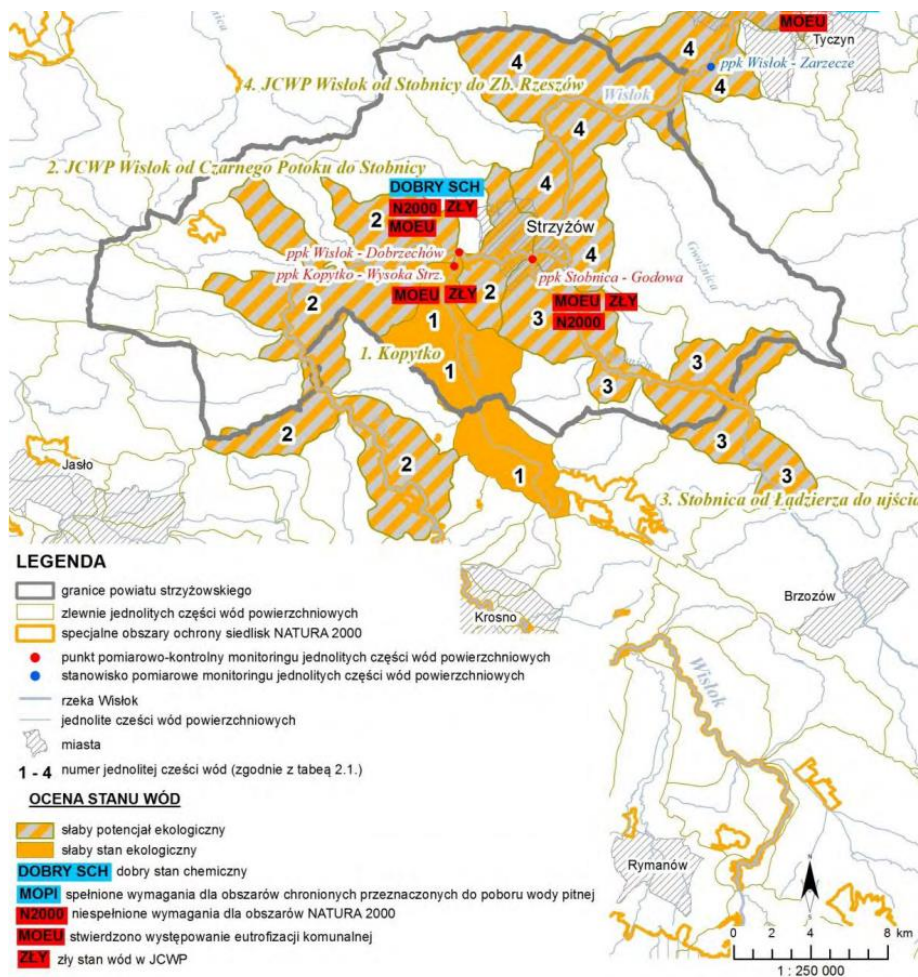 MOEU
Tyczyn
4
4
ppk Wisłok - Zarzecze
4
4. JCWP Wisłok od Stobnicy do Zb. Rzeszów
Wisłok
4
2. JCWP Wisłok od Czarnego Potoku do Stobnicy
4
DOBRY SCH
2
N2000 ZŁY
MOEU
Strzyżów
4
ppk Wisłok - Dobrzechów
ppk Kopytko - Wysoka Strz.
ppk Stobnica - Godowa
Gwoźnica
2
2
MOEU ZŁY
MOEU ZŁY
N2000
1
3
1. Kopytko
1
3
3
2
2
3
Jasło
1
3
3. Stobnica od Łądzierza do ujścia
LEGENDA
granice powiatu strzyżowskiego
zlewnie jednolitych części wód powierzchniowych
specjalne obszary ochrony siedlisk NATURA 2000
punkt pomiarowo-kontrolny monitoringu jednolitych części wód powierzchniowych
stanowisko pomiarowe monitoringu jednolitych części wód powierzchniowych
rzeka Wisłok
jednolite cześci wód powierzchniowych
miasta
1 - 4 numer jednolitej części wód (zgodnie z tabeą 2.1.)
Krosno
Brzozów
Wisłok
Rymanów
OCENA STANU WÓD
słaby potencjał ekologiczny
słaby stan ekologiczny
DOBRY SCH dobry stan chemiczny
MOPI spełnione wymagania dla obszarów chronionych przeznaczonych do poboru wody pitnej
N2000 niespełnione wymagania dla obszarów NATURA 2000
MOEU stwierdzono występowanie eutrofizacji komunalnej
ZŁY zły stan wód w JCWP
N
0 2 4 8 km
1 : 250 000